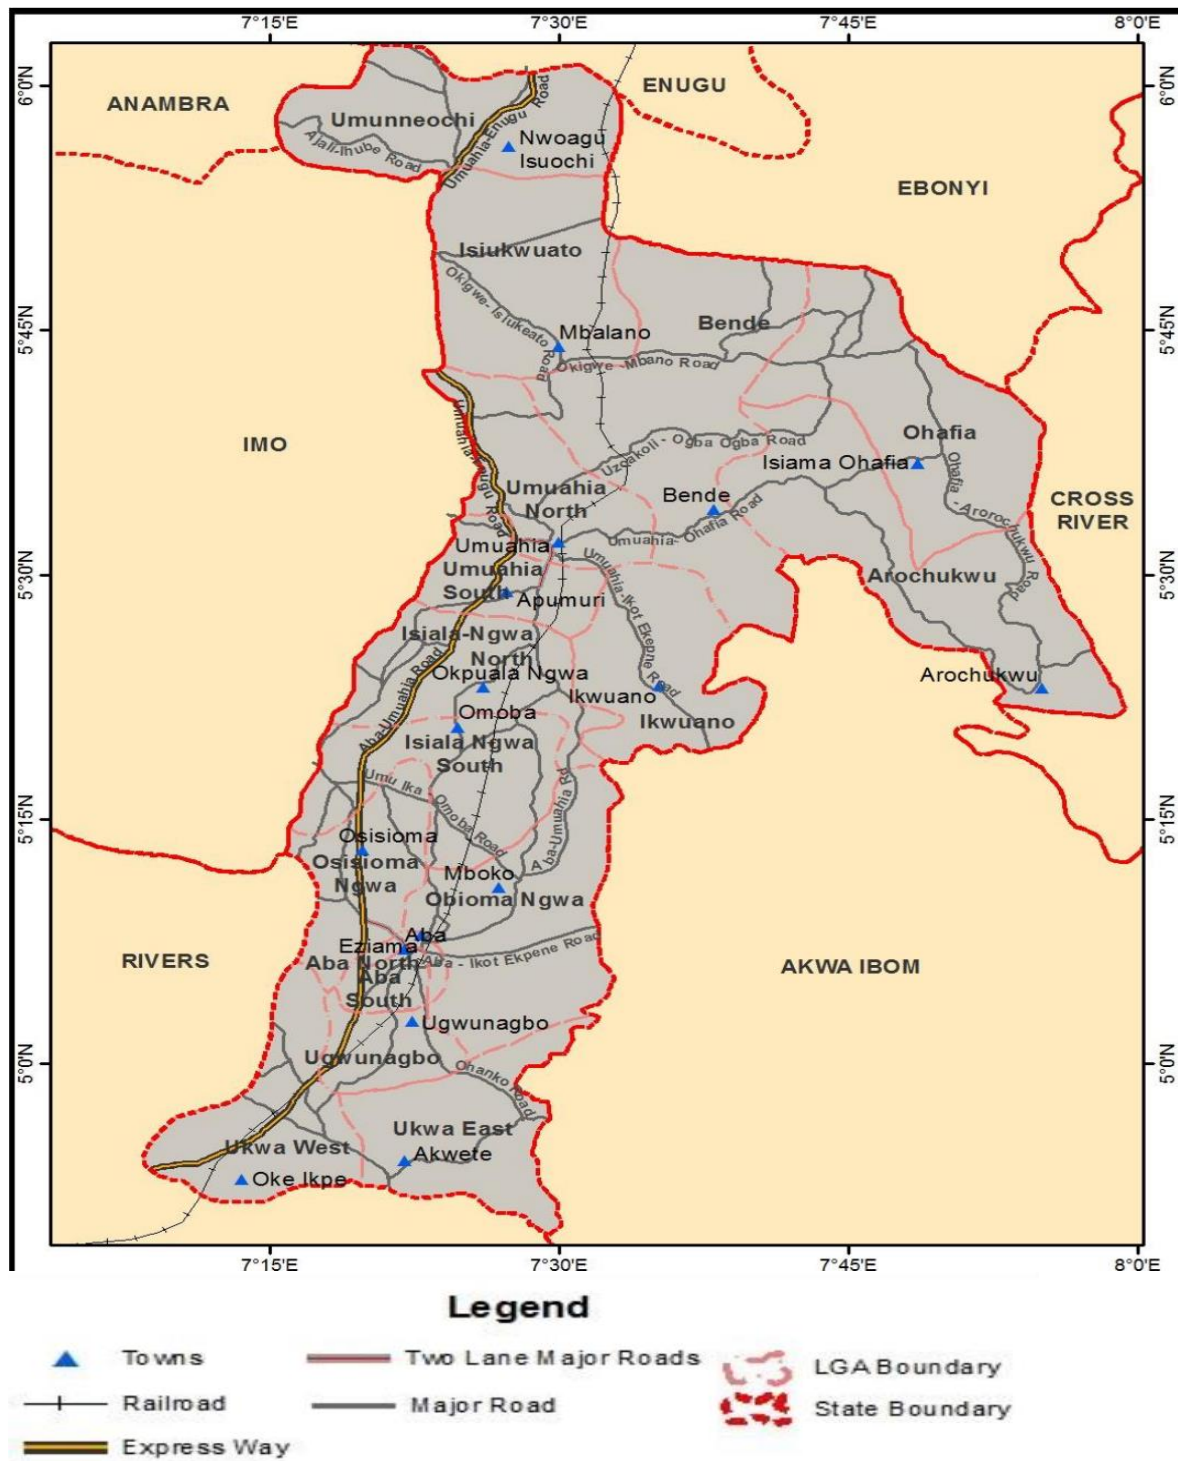 7°15'E
7°30'E
7°45'E
8°0'E
6°0'N
6°0'N
ENUGU
ANAMBRA
Umunneochi
Ajali-Ihube Road
Umuahia-Enugu Road
Nwoagu
Isuochi
EBONYI
Isiukwuato
Okigwe- Isiukeato Road
5°45'N
5°45'N
Mbalano
Bende
Okigwe -Mbano Road
IMO
Umuahia-Enugu Road
Uzoakoli - Ogba Ogba Road
Ohafia
Isiama Ohafia
Ohafia - Arorochukwu Road
CROSS
RIVER
Umuahia
North
Bende
Umuahia- Ohafia Road
Umuahia
Umuahia-Ikot Ekepne Road
5°30'N
5°30'N
Umuahia
South
Apumuri
Arochukwu
Isiala-Ngwa
North
Okpuala Ngwa
Arochukwu
Ikwuano
Ikwuano
Aba-Umuahia Road
Omoba
Isiala Ngwa
South
Umu Ika - Omoba Road
Aba-Umuahia Rd
5°15'N
5°15'N
Osisioma
Osisioma
Ngwa
Mboko
Obioma Ngwa
Aba
Eziama
Aba - Ikot Ekpene Road
RIVERS
Aba North
Aba
South
AKWA IBOM
Ugwunagbo
5°0'N
5°0'N
Ugwunagbo
Ohanko Road
Ukwa East
Ukwa West
Akwete
Oke Ikpe
7°15'E
7°30'E
7°45'E
8°0'E
Legend
Towns
Two Lane Major Roads
LGA Boundary
Railroad
Major Road
State Boundary
Express Way